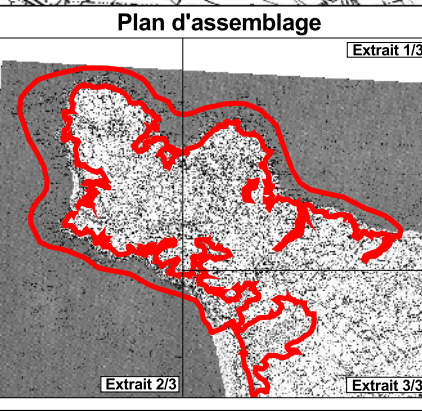 Plan d'assemblage
Extrait 1/3
Extrait 2/3
Extrait 3/3